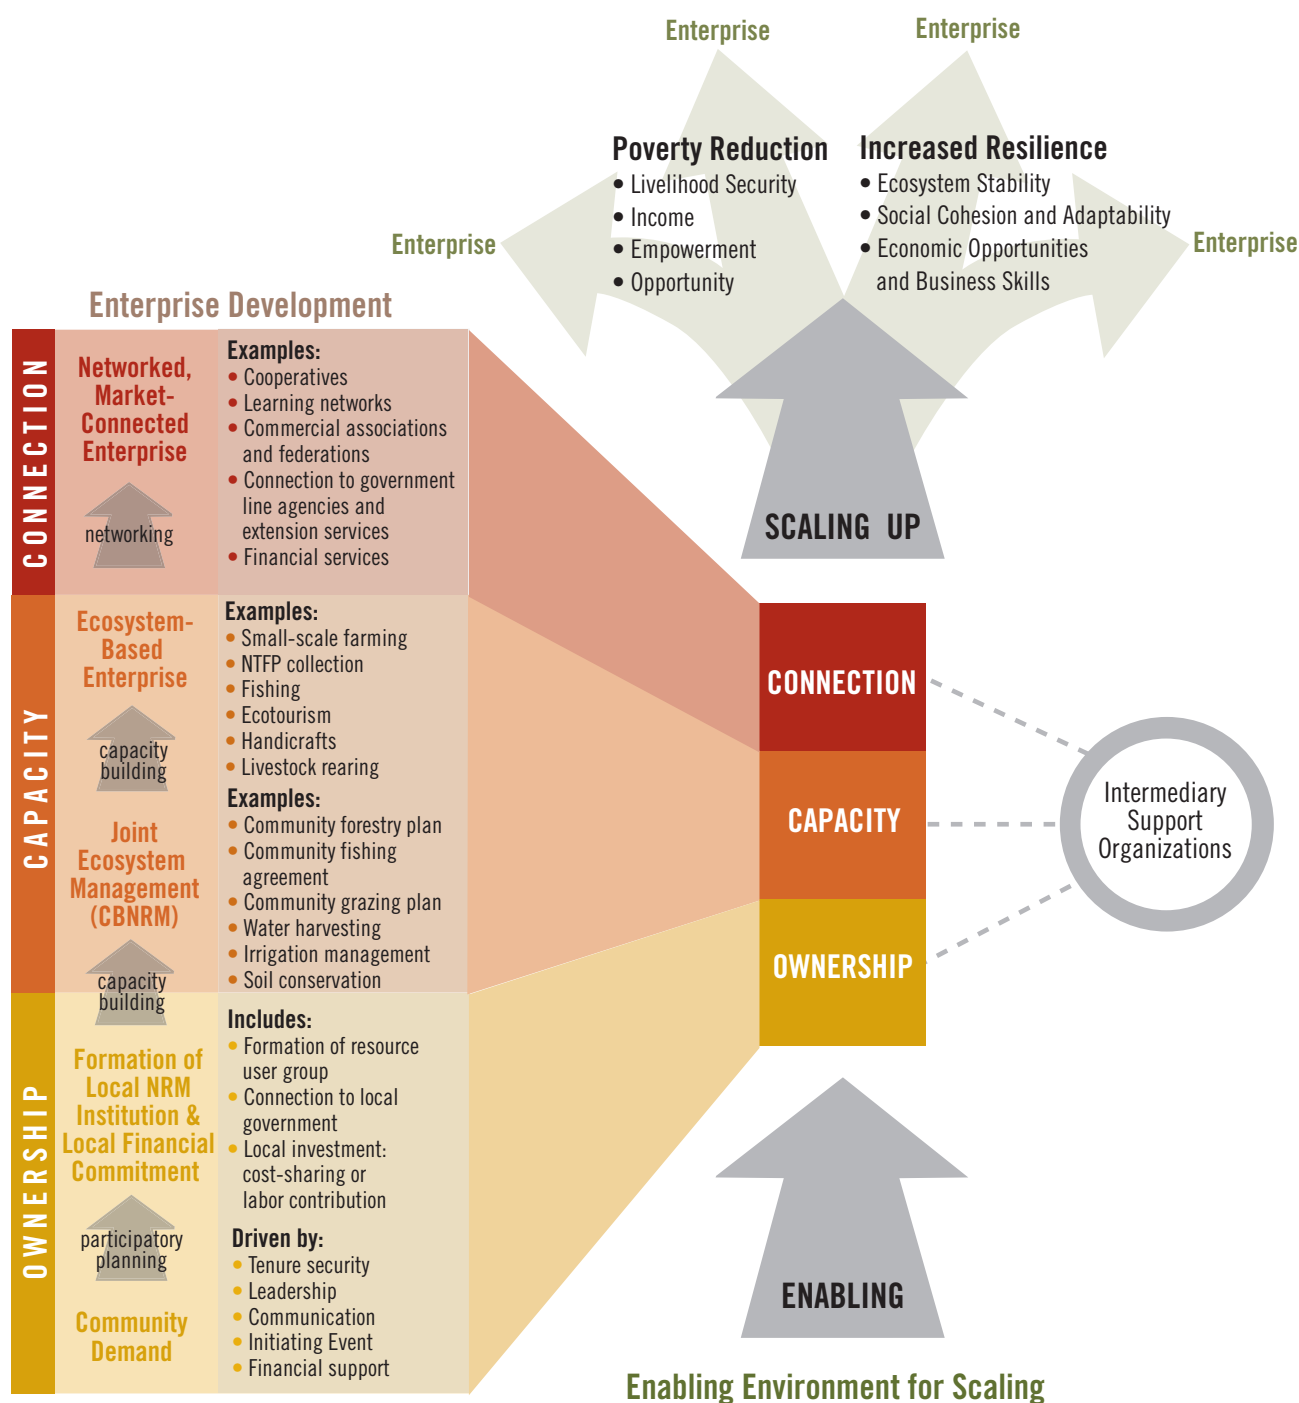 Enterprise
Enterprise
Poverty Reduction
• Livelihood Security
• Income
• Empowerment
• Opportunity
Increased Resilience
• Ecosystem Stability
• Social Cohesion and Adaptability
• Economic Opportunities
and Business Skills
Enterprise
Enterprise
Enterprise Development
CONNECTION
Networked,
Market-
Connected
Enterprise
networking
Examples:
• Cooperatives
• Learning networks
• Commercial associations
and federations
• Connection to government
line agencies and
extension services
• Financial services
CAPACITY
Ecosystem-
Based
Enterprise
capacity
building
Examples:
• Small-scale farming
• NTFP collection
• Fishing
• Ecotourism
• Handicrafts
• Livestock rearing
Joint
Ecosystem
Management
(CBNRM)
capacity
building
Examples:
• Community forestry plan
• Community fishing
agreement
• Community grazing plan
• Water harvesting
• Irrigation management
• Soil conservation
OWNERSHIP
Formation of
Local NRM
Institution &
Local Financial
Commitment
participatory
planning
Includes:
• Formation of resource
user group
• Connection to local
government
• Local investment:
cost-sharing or
labor contribution
Community
Demand
Driven by:
• Tenure security
• Leadership
• Communication
• Initiating Event
• Financial support
SCALING UP
CONNECTION
CAPACITY
OWNERSHIP
Intermediary
Support
Organizations
ENABLING
Enabling Environment for Scaling